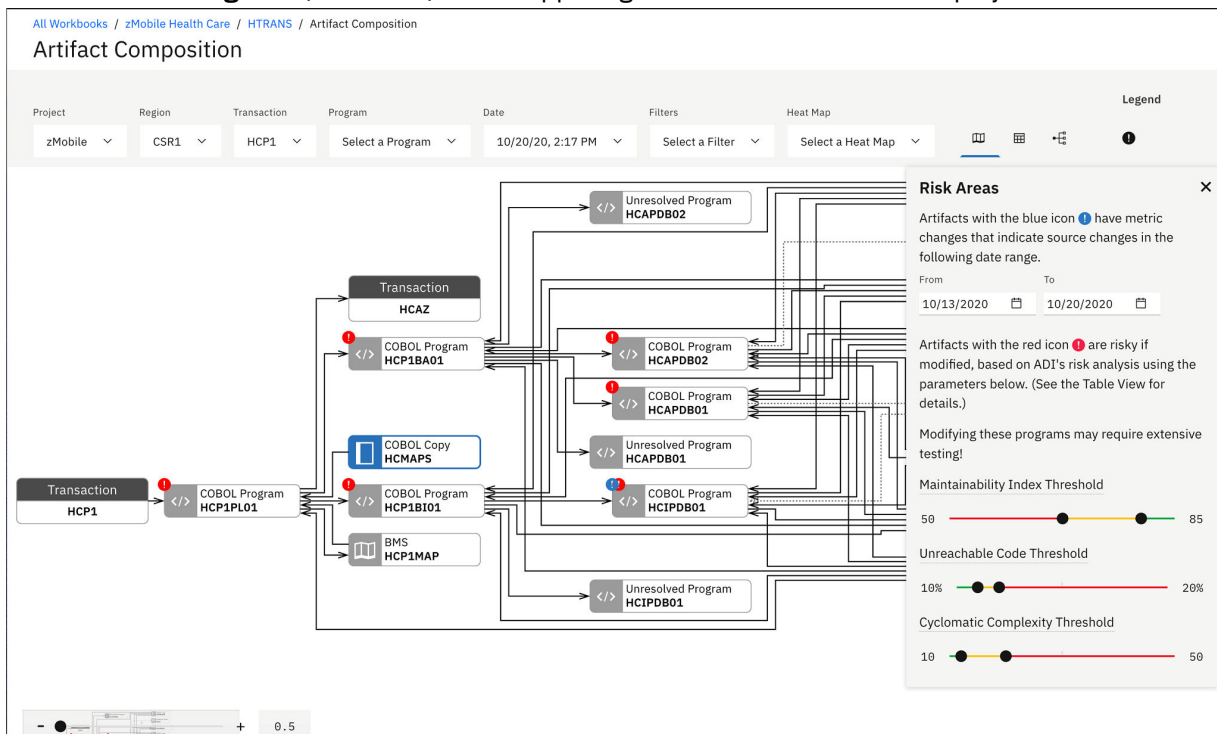 All Workbooks / zMobile Health Care / HTRANS / Artifact Composition
Artifact Composition
Legend
Project Region Transaction Program Date Filters Heat Map
zMobile CSR1 HCP1 Select a Program 10/20/20, 2:17 PM Select a Filter Select a Heat Map
Unresolved Program
HCAPDB02
Transaction
HCAZ
COBOL Program
HCP1BA01
COBOL Program
HCAPDB02
COBOL Program
HCAPDB01
COBOL Copy
HCMAPS
Unresolved Program
HCAPDB01
Transaction
HCP1
COBOL Program
HCP1PL01
COBOL Program
HCP1BI01
COBOL Program
HCIPDB01
BMS
HCP1MAP
Unresolved Program
HCIPDB01
- + 0.5
Risk Areas
Artifacts with the blue icon ! have metric
changes that indicate source changes in the
following date range.
From To
10/13/2020 10/20/2020
Artifacts with the red icon ! are risky if
modified, based on ADI's risk analysis using the
parameters below. (See the Table View for
details.)
Modifying these programs may require extensive
testing!
Maintainability Index Threshold
50 85
Unreachable Code Threshold
10% 20%
Cyclomatic Complexity Threshold
10 50